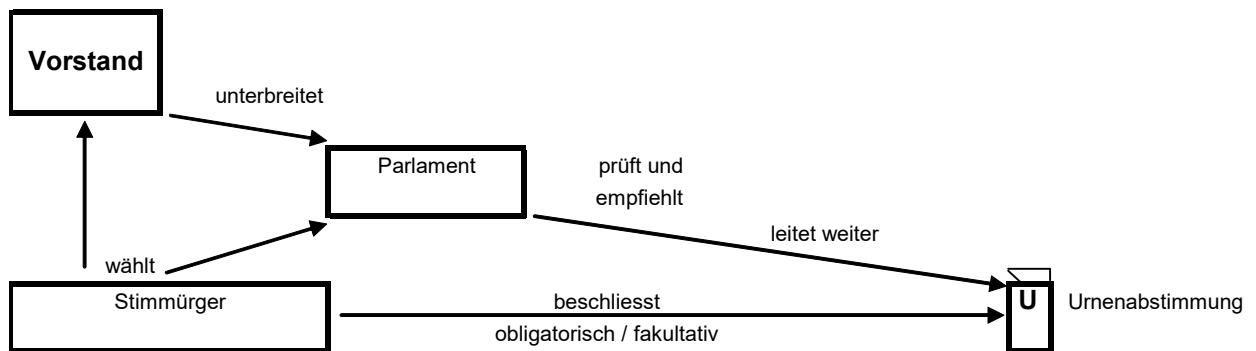 Vorstand
unterbreitet
Parlament
prüft und
empfiehlt
leitet weiter
wählt
Stimmürger
beschliesst
U
Urnenabstimmung
obligatorisch / fakultativ